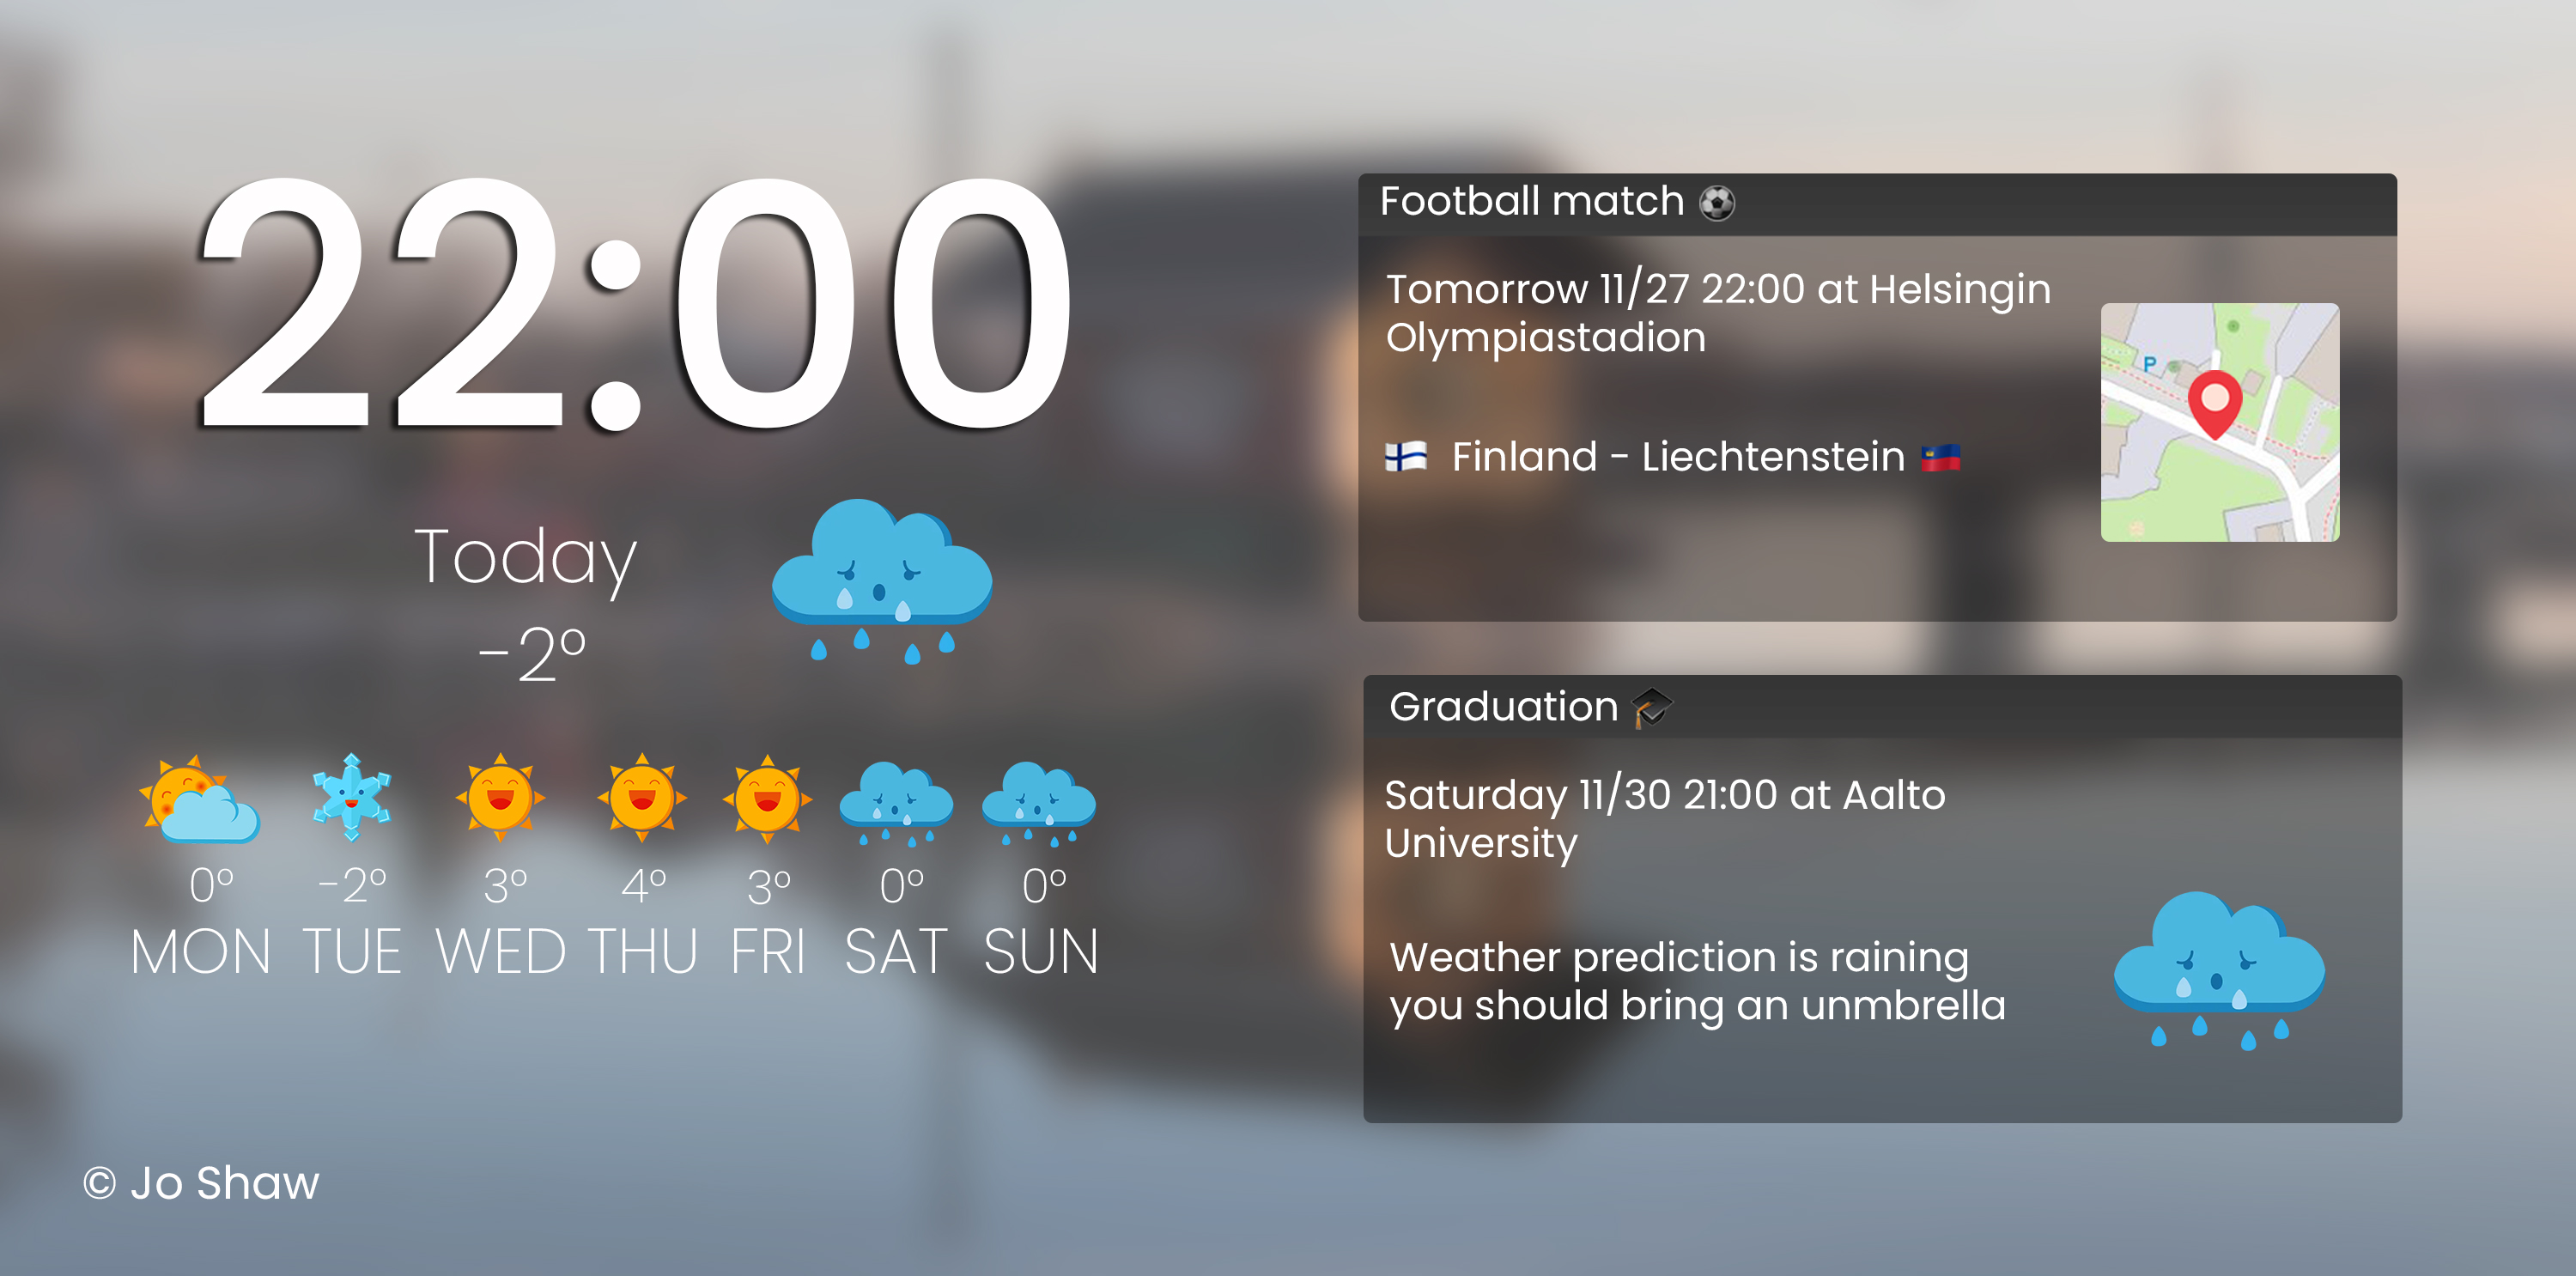 22:00
Today
-2°
0° -2° 3° 4° 3° 0° 0°
MON TUE WED THU FRI SAT SUN
© Jo Shaw
Football match
Tomorrow 11/27 22:00 at Helsingin
Olympiastadion
P
Finland - Liechtenstein
Graduation
Saturday 11/30 21:00 at Aalto
University
Weather prediction is raining
you should bring an unmbrella